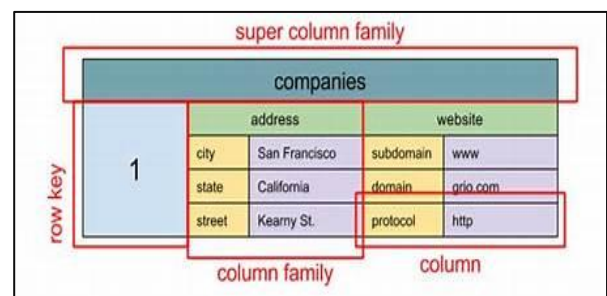 super column family
companies
address website
1
city San Francisco subdomain www
state California domain grio.com
street Kearny St. protocol http
row key
column family
column